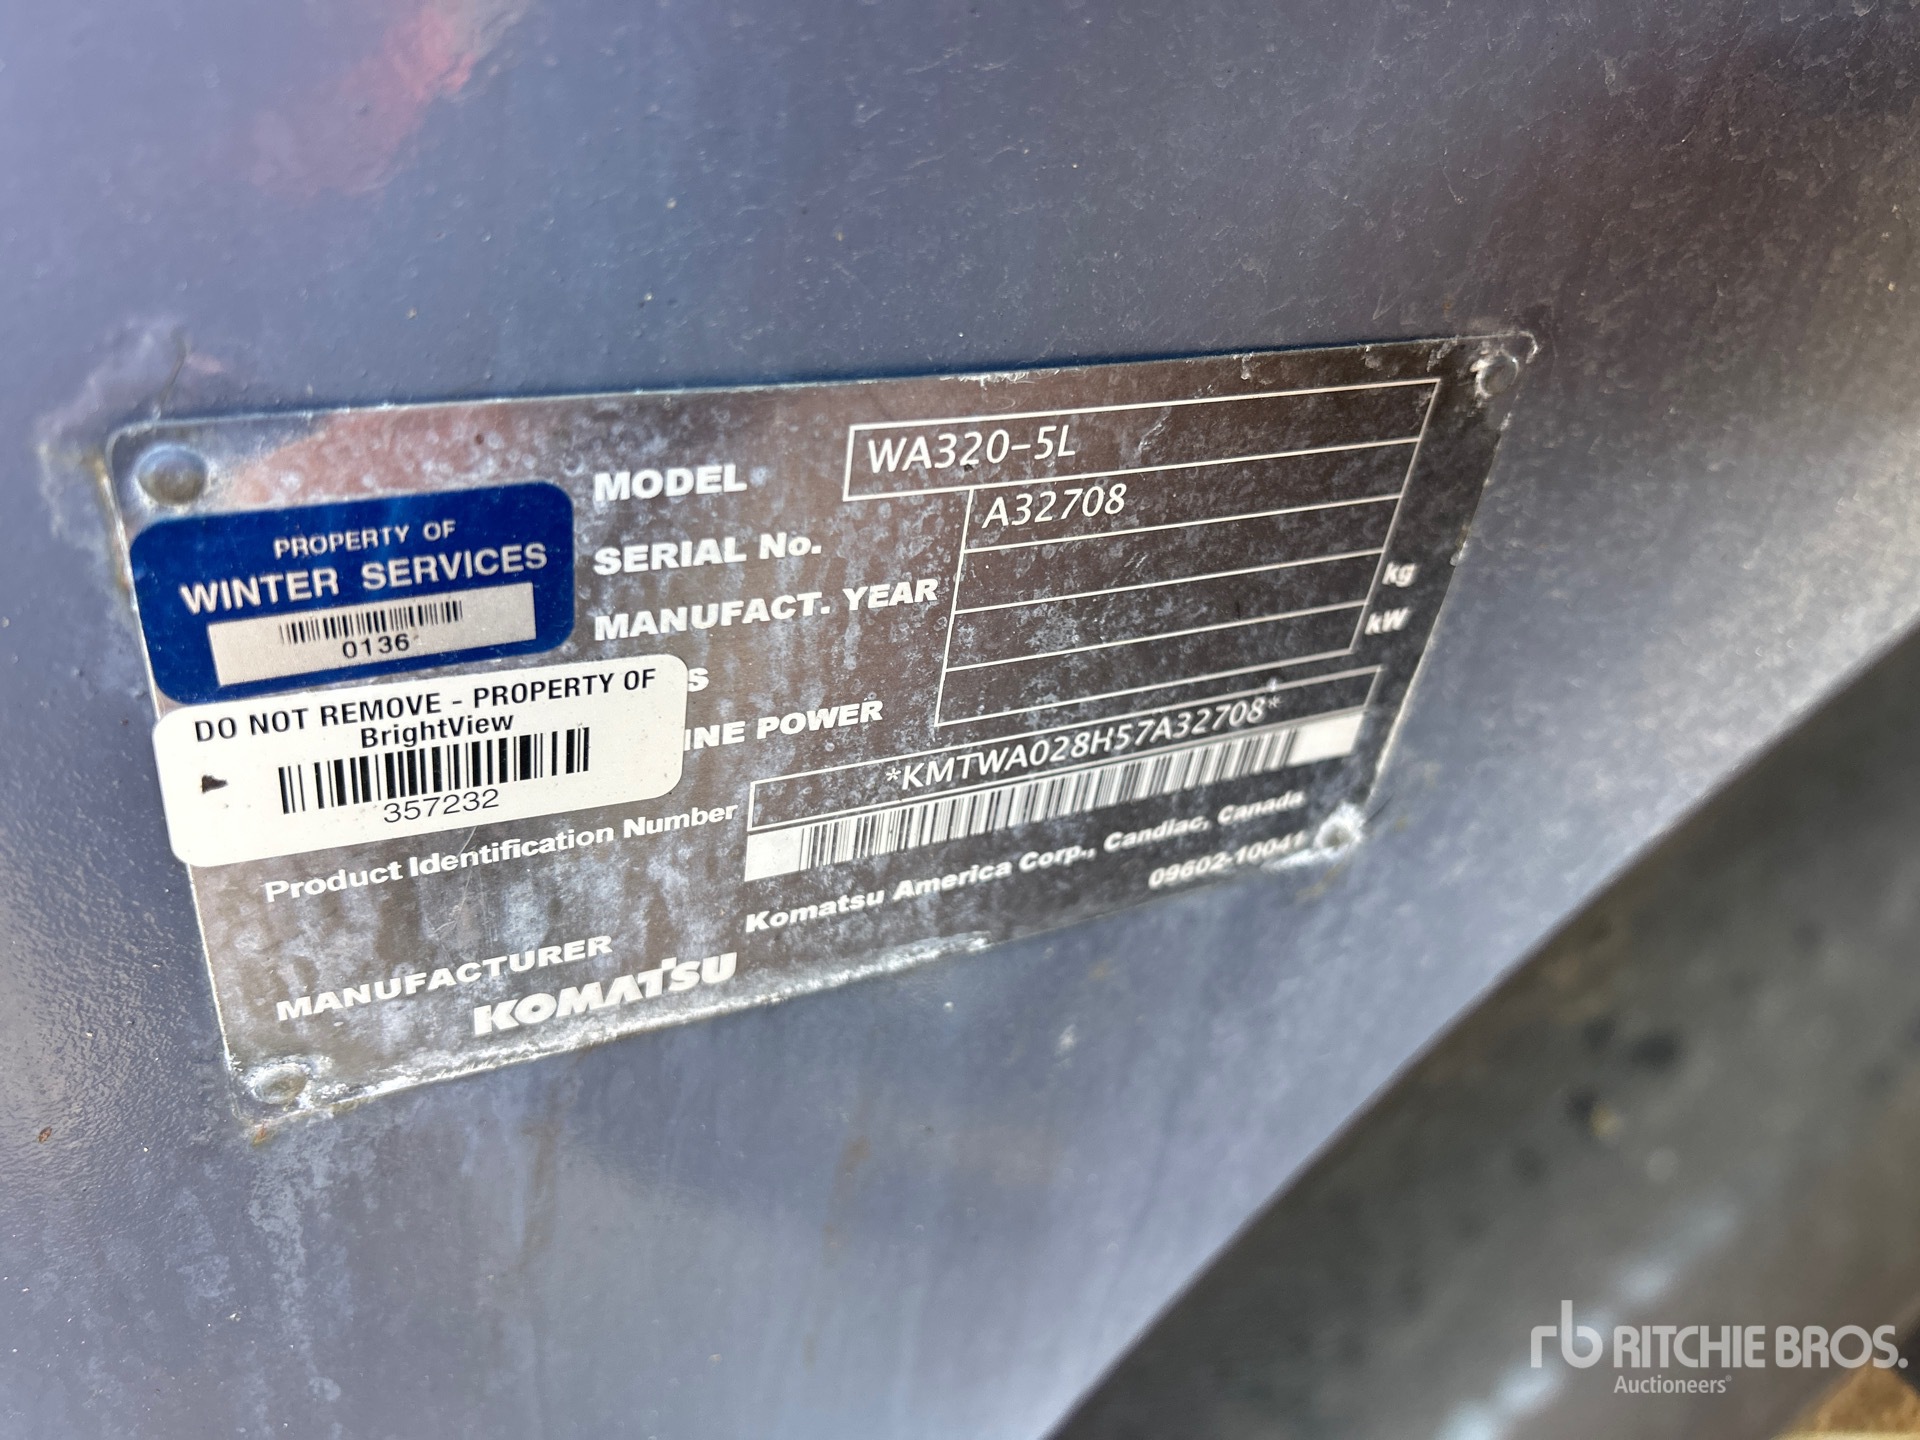 MODEL WA320-5L
SERIAL No. A32708
MANUFACT. YEAR
S kg
INE POWER kW
PROPERTY OF
WINTER SERVICES
0136
DO NOT REMOVE - PROPERTY OF
BrightView
357232
Product Identification Number *KMTWA028H57A32708*
Komatsu America Corp., Candiac, Canada
09602-10041
MANUFACTURER
KOMATSU
rb RITCHIE BROS.
Auctioneers